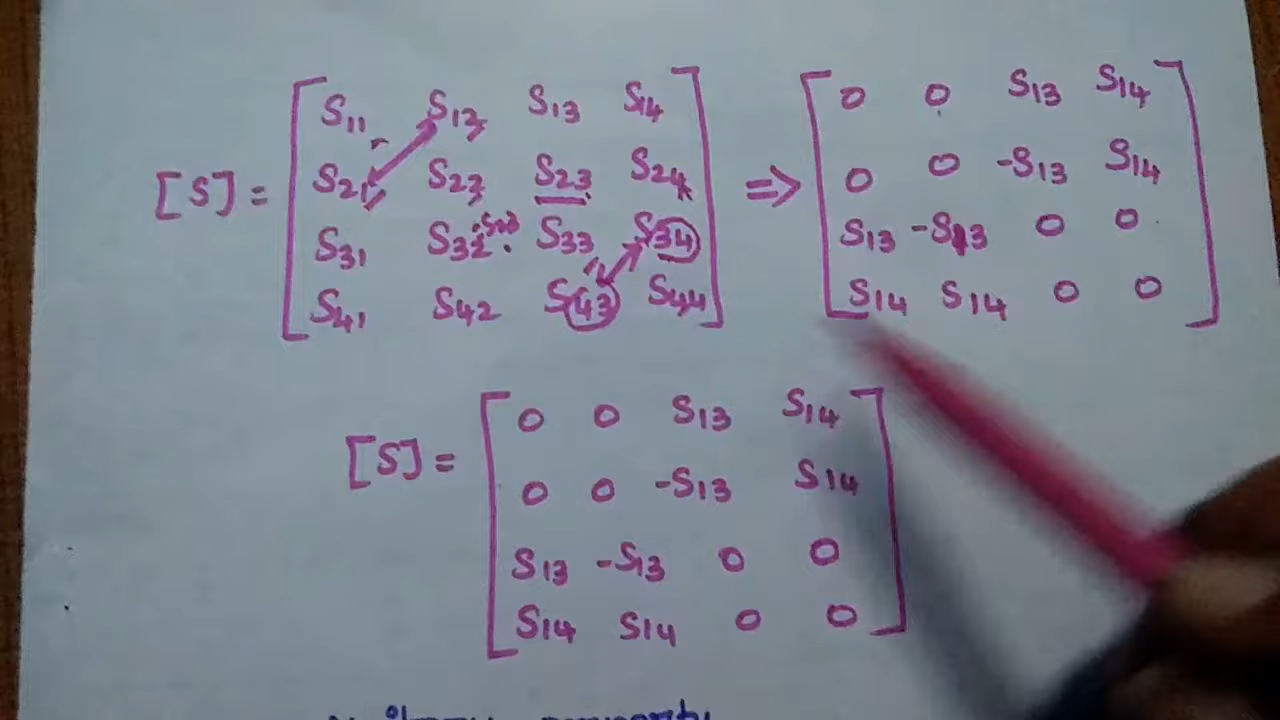 [S] = [ S11 S12 S13 S14 ⇒ [ 0 0 S13 S14
S21 S22 S23 S24 0 0 -S13 S14
S31 S32 S33 S34 S13 -S13 0 0
S41 S42 S43 S44 ] S14 S14 0 0 ]
[S] = [ 0 0 S13 S14
0 0 -S13 S14
S13 -S13 0 0
S14 S14 0 0 ]